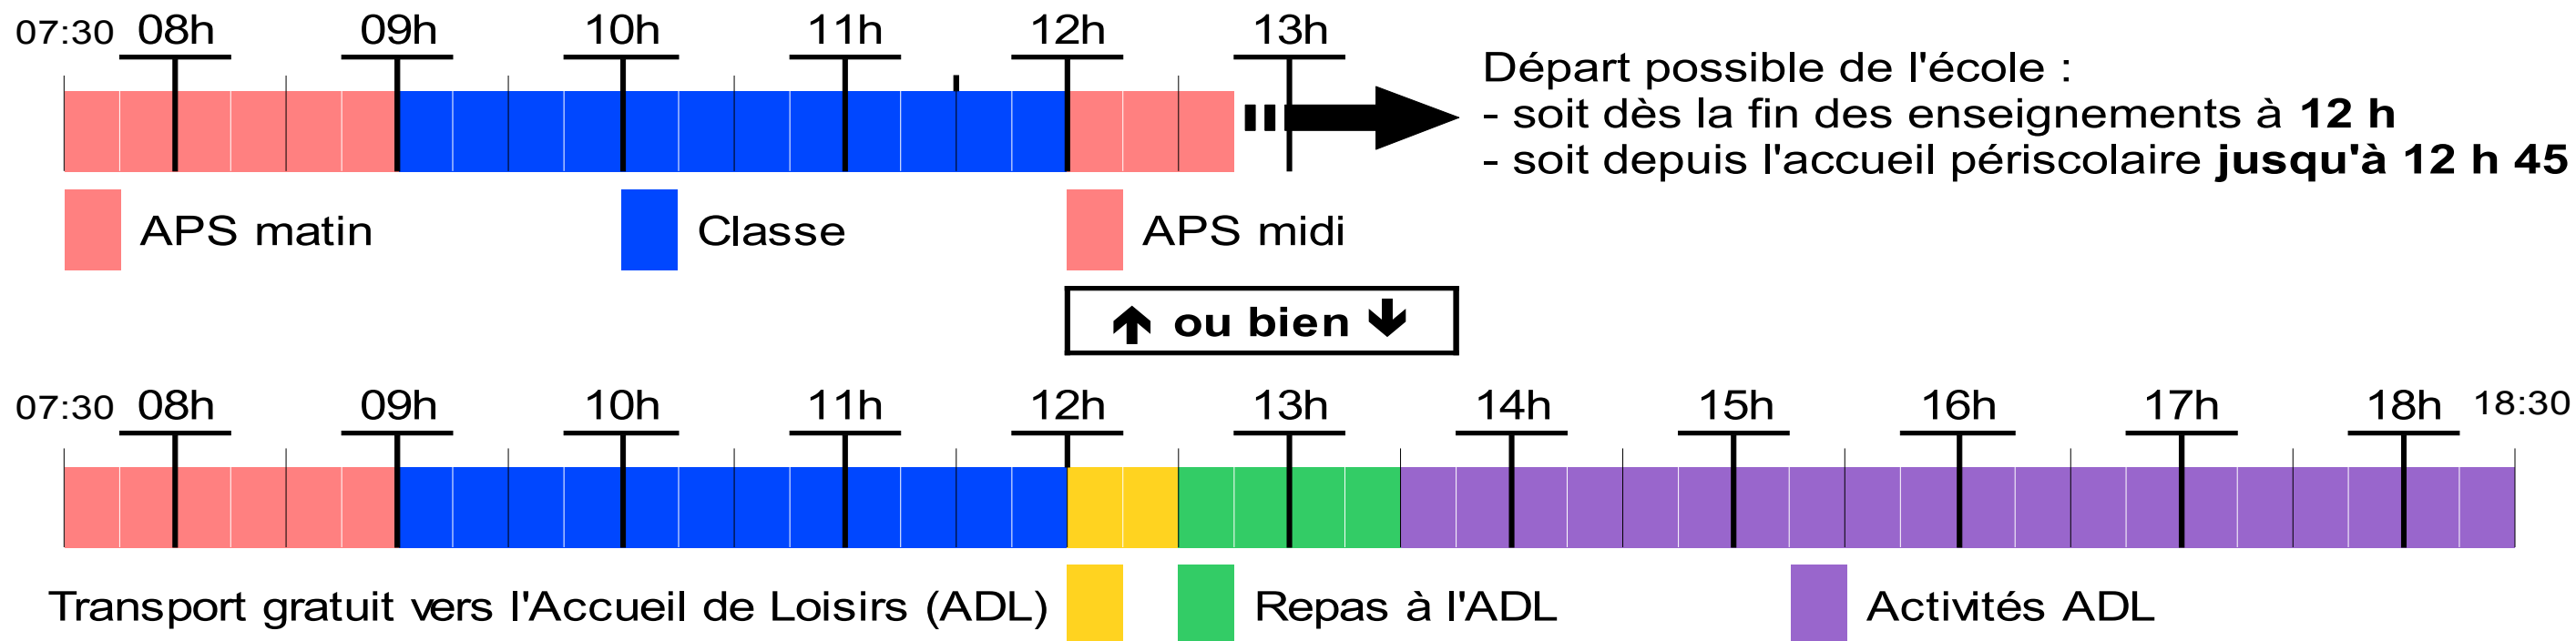 07:30 08h 09h 10h 11h 12h 13h
Départ possible de l'école :
- soit dès la fin des enseignements à 12 h
- soit depuis l'accueil périscolaire jusqu'à 12 h 45
APS matin Classe APS midi
↑ ou bien ↓
07:30 08h 09h 10h 11h 12h 13h 14h 15h 16h 17h 18h 18:30
Transport gratuit vers l'Accueil de Loisirs (ADL) Repas à l'ADL Activités ADL